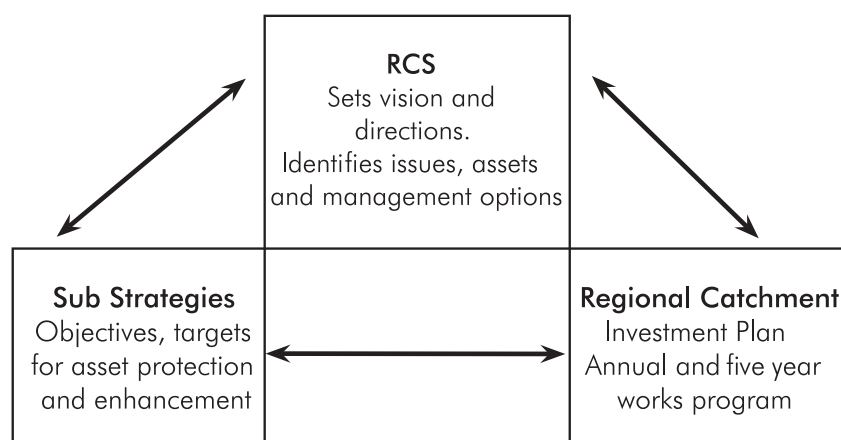 RCS
Sets vision and
directions.
Identifies issues, assets
and management options
Sub Strategies
Objectives, targets
for asset protection
and enhancement
Regional Catchment
Investment Plan
Annual and five year
works program